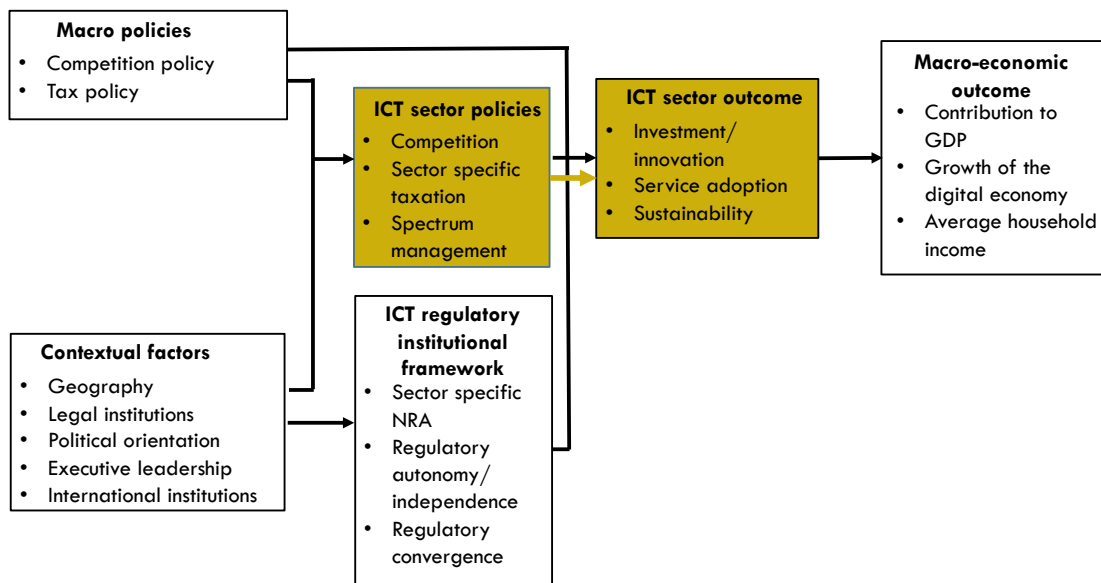 Macro policies
• Competition policy
• Tax policy
ICT sector policies
• Competition
• Sector specific
taxation
• Spectrum
management
ICT sector outcome
• Investment/
innovation
• Service adoption
• Sustainability
Macro-economic
outcome
• Contribution to
GDP
• Growth of the
digital economy
• Average household
income
Contextual factors
• Geography
• Legal institutions
• Political orientation
• Executive leadership
• International institutions
ICT regulatory
institutional
framework
• Sector specific
NRA
• Regulatory
autonomy/
independence
• Regulatory
convergence